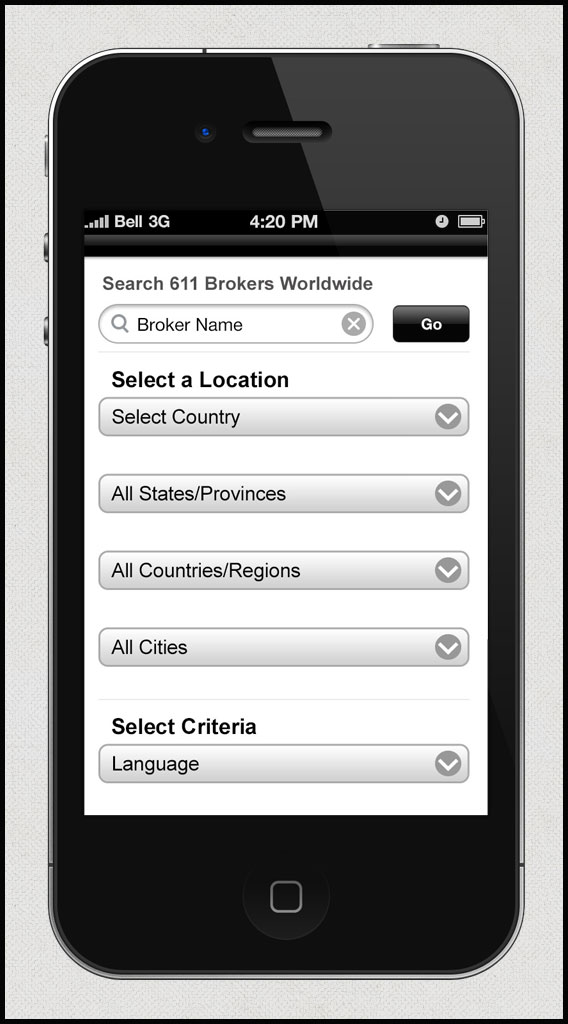 Bell 3G 4:20 PM
Search 611 Brokers Worldwide
Broker Name Go
Select a Location
Select Country
All States/Provinces
All Countries/Regions
All Cities
Select Criteria
Language